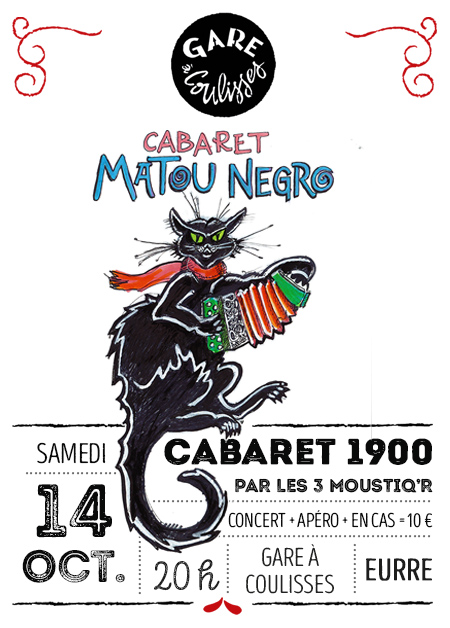 GARE
à
Coulisses
CABARET
MATOU NEGRO
SAMEDI
14
OCT.
CABARET 1900
PAR LES 3 MOUSTIQ'R
CONCERT + APÉRO + EN CAS = 10 €
20 h
GARE À
COULISSES
EURRE